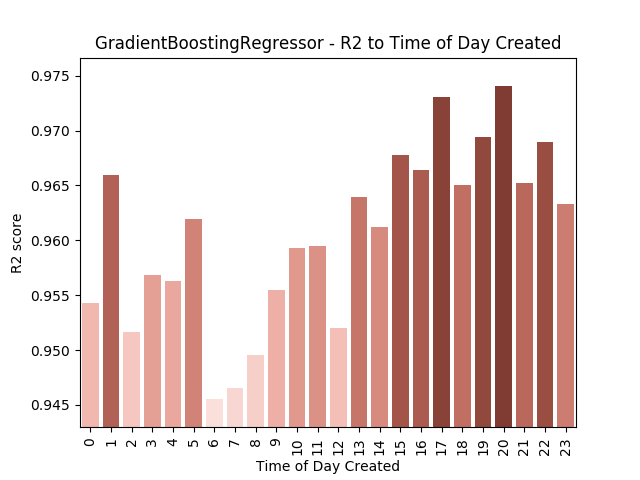 GradientBoostingRegressor - R2 to Time of Day Created
0.975
0.970
0.965
0.960
0.955
0.950
0.945
R2 score
0 1 2 3 4 5 6 7 8 9 10 11 12 13 14 15 16 17 18 19 20 21 22 23
Time of Day Created